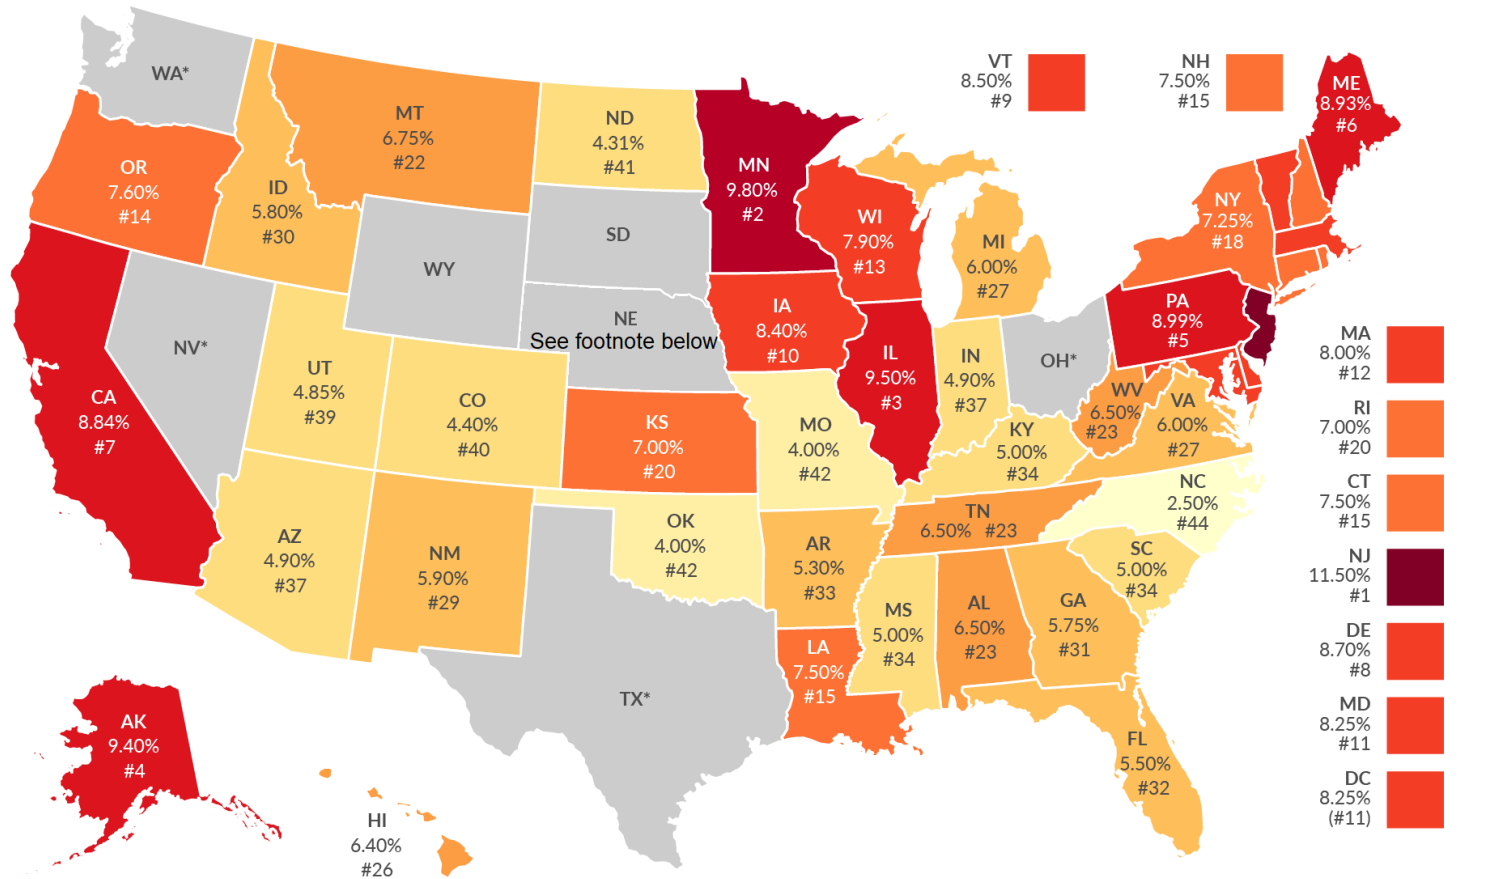 WA*
OR
7.60%
#14
CA
8.84%
#7
NV*
ID
5.80%
#30
MT
6.75%
#22
WY
UT
4.85%
#39
AZ
4.90%
#37
CO
4.40%
#40
NM
5.90%
#29
ND
4.31%
#41
SD
NE
See footnote below
KS
7.00%
#20
OK
4.00%
#42
TX*
MN
9.80%
#2
IA
8.40%
#10
MO
4.00%
#42
AR
5.30%
#33
LA
7.50%
#15
WI
7.90%
#13
IL
9.50%
#3
MI
6.00%
#27
IN
4.90%
#37
OH*
KY
5.00%
#34
TN
6.50% #23
MS
5.00%
#34
AL
6.50%
#23
GA
5.75%
#31
FL
5.50%
#32
SC
5.00%
#34
NC
2.50%
#44
VA
6.00%
#27
WV
6.50%
#23
PA
8.99%
#5
NY
7.25%
#18
ME
8.93%
#6
VT
8.50%
#9
NH
7.50%
#15
MA
8.00%
#12
RI
7.00%
#20
CT
7.50%
#15
NJ
11.50%
#1
DE
8.70%
#8
MD
8.25%
#11
DC
8.25%
(#11)
AK
9.40%
#4
HI
6.40%
#26